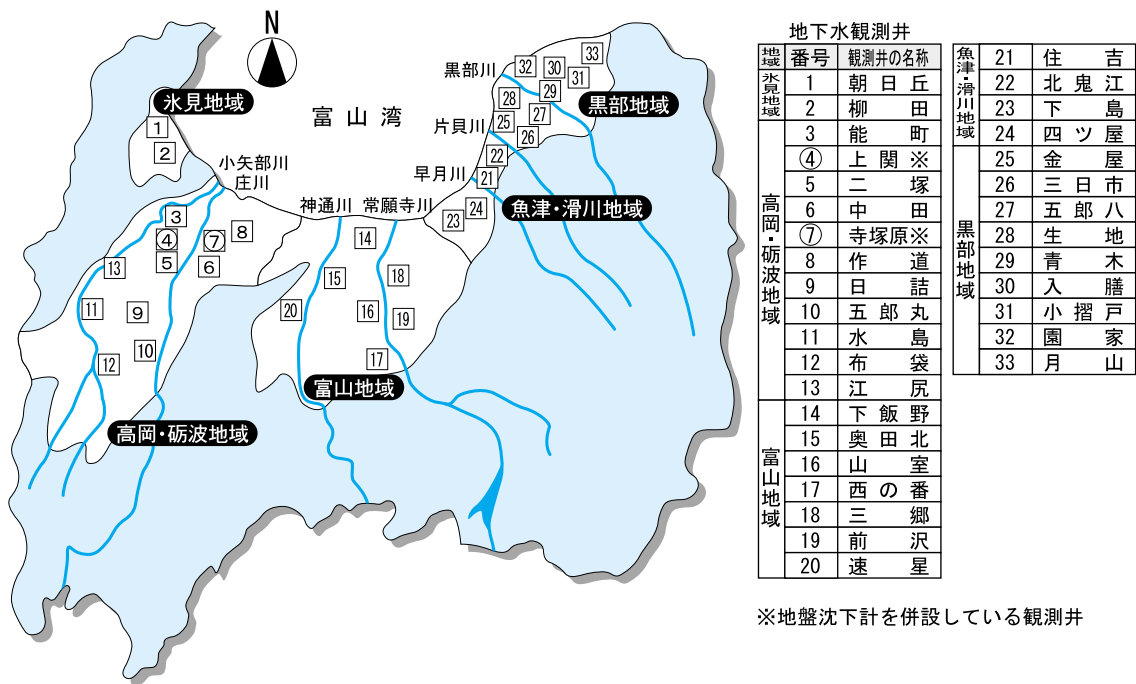 N
氷見地域
1
2
富山湾
小矢部川
庄川
神通川 常願寺川
黒部川
片貝川
早月川
黒部地域
魚津・滑川地域
富山地域
高岡・砺波地域
3
④
5
6
⑦
8
9
10
11
12
13
14
15
16
17
18
19
20
21
22
23
24
25
26
27
28
29
30
31
32
33
地下水観測井
地域 番号 観測井の名称
氷見地域
1 朝日丘
2 柳田
高岡・砺波地域
3 能町
④ 上関※
5 二塚
6 中田
⑦ 寺塚原※
8 作道
9 日詰
10 五郎丸
11 水島
12 布袋
13 江尻
富山地域
14 下飯野
15 奥田北
16 山室
17 西の番
18 三郷
19 前沢
20 速星
魚津・滑川地域
21 住吉
22 北鬼江
23 下島
24 四ツ屋
黒部地域
25 金屋
26 三日市
27 五郎八
28 生地
29 青木
30 入膳
31 小摺戸
32 園家
33 月山
※地盤沈下計を併設している観測井